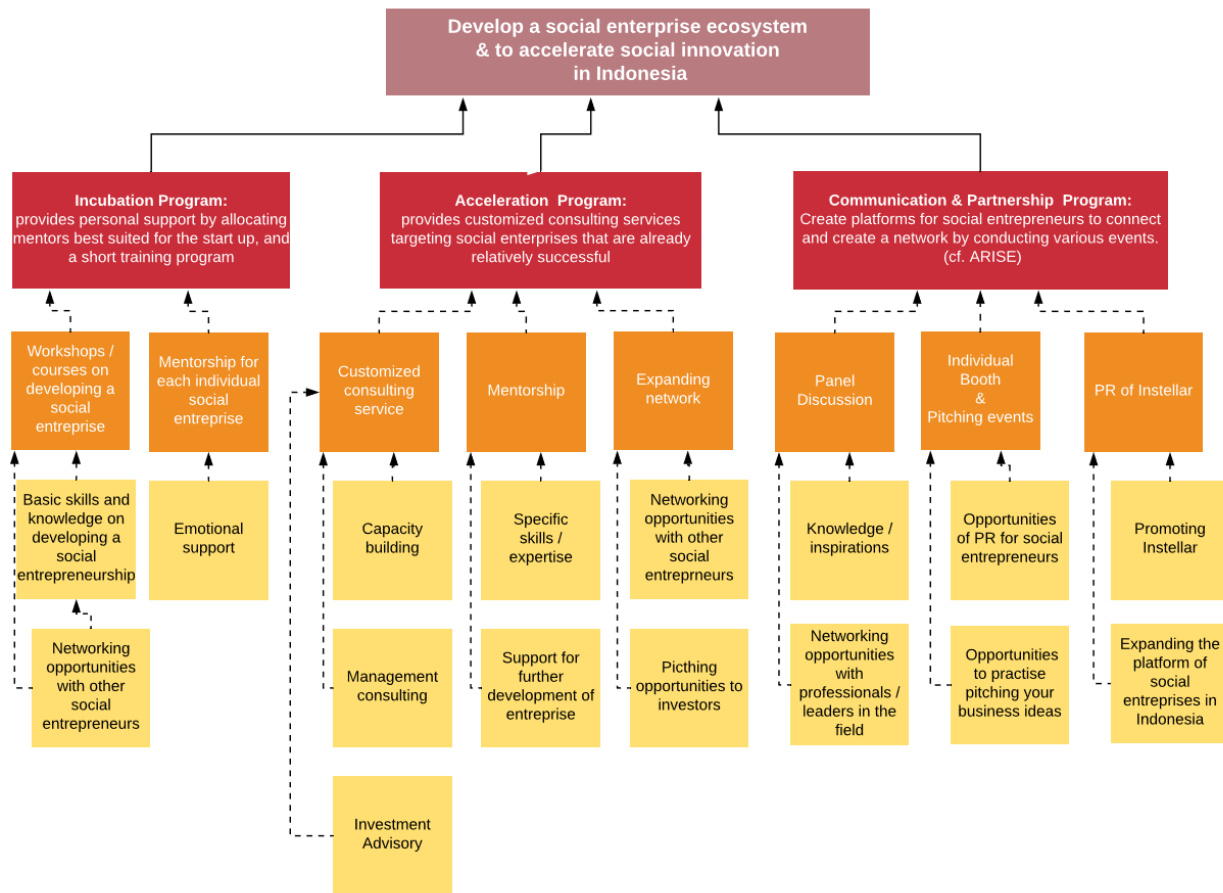 Develop a social enterprise ecosystem
& to accelerate social innovation
in Indonesia
Incubation Program:
provides personal support by allocating
mentors best suited for the start up, and
a short training program
Acceleration Program:
provides customized consulting services
targeting social enterprises that are already
relatively successful
Communication & Partnership Program:
Create platforms for social entrepreneurs to connect
and create a network by conducting various events.
(cf. ARISE)
Workshops /
courses on
developing a
social
entreprise
Mentorship for
each individual
social
entreprise
Customized
consulting
service
Mentorship
Expanding
network
Panel
Discussion
Individual
Booth
&
Pitching events
PR of Instellar
Basic skills and
knowledge on
developing a
social
entrepreneurship
Emotional
support
Capacity
building
Specific
skills /
expertise
Networking
opportunities
with other
social
entreprneurs
Knowledge /
inspirations
Opportunities
of PR for social
entrepreneurs
Promoting
Instellar
Networking
opportunities
with other
social
entrepreneurs
Management
consulting
Support for
further
development of
entreprise
Picthing
opportunities to
investors
Networking
opportunities
with
professionals /
leaders in the
field
Opportunities
to practise
pitching your
business ideas
Expanding the
platform of
social
entreprises in
Indonesia
Investment
Advisory